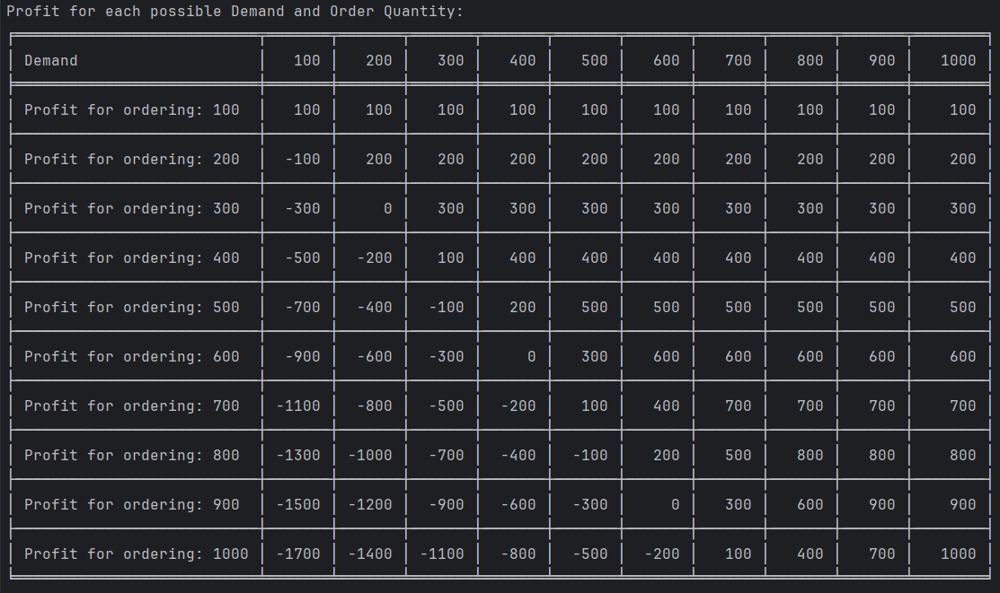 Profit for each possible Demand and Order Quantity:
Demand 100 200 300 400 500 600 700 800 900 1000
Profit for ordering: 100 100 100 100 100 100 100 100 100 100 100
Profit for ordering: 200 -100 200 200 200 200 200 200 200 200 200
Profit for ordering: 300 -300 0 300 300 300 300 300 300 300 300
Profit for ordering: 400 -500 -200 100 400 400 400 400 400 400 400
Profit for ordering: 500 -700 -400 -100 200 500 500 500 500 500 500
Profit for ordering: 600 -900 -600 -300 0 300 600 600 600 600 600
Profit for ordering: 700 -1100 -800 -500 -200 100 400 700 700 700 700
Profit for ordering: 800 -1300 -1000 -700 -400 -100 200 500 800 800 800
Profit for ordering: 900 -1500 -1200 -900 -600 -300 0 300 600 900 900
Profit for ordering: 1000 -1700 -1400 -1100 -800 -500 -200 100 400 700 1000